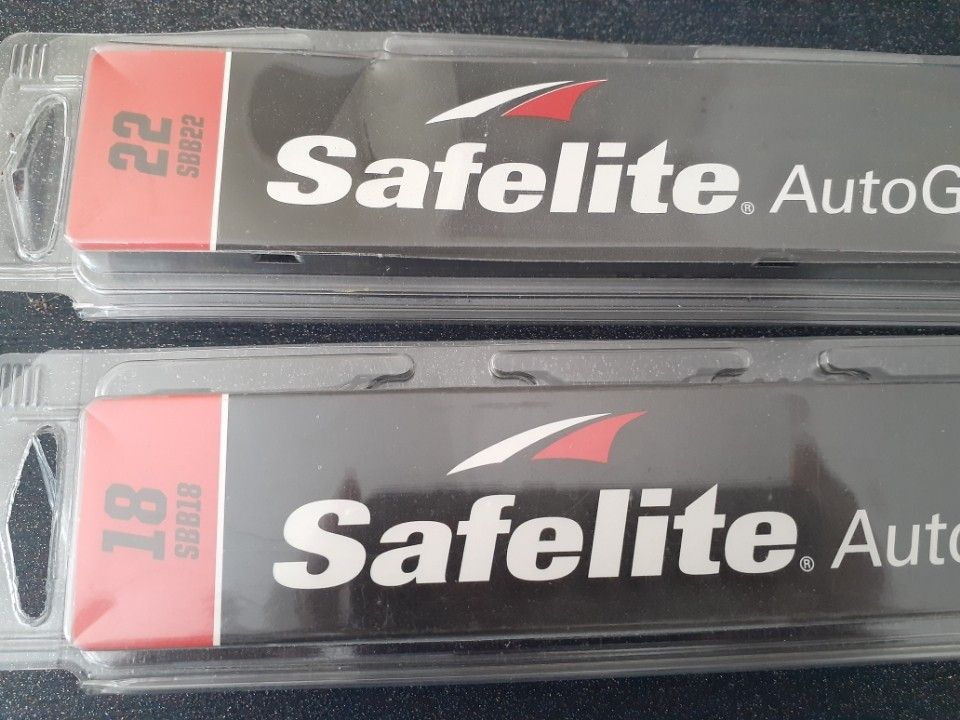 22
SBB22
Safelite® AutoG
18
SBB18
Safelite® Auto